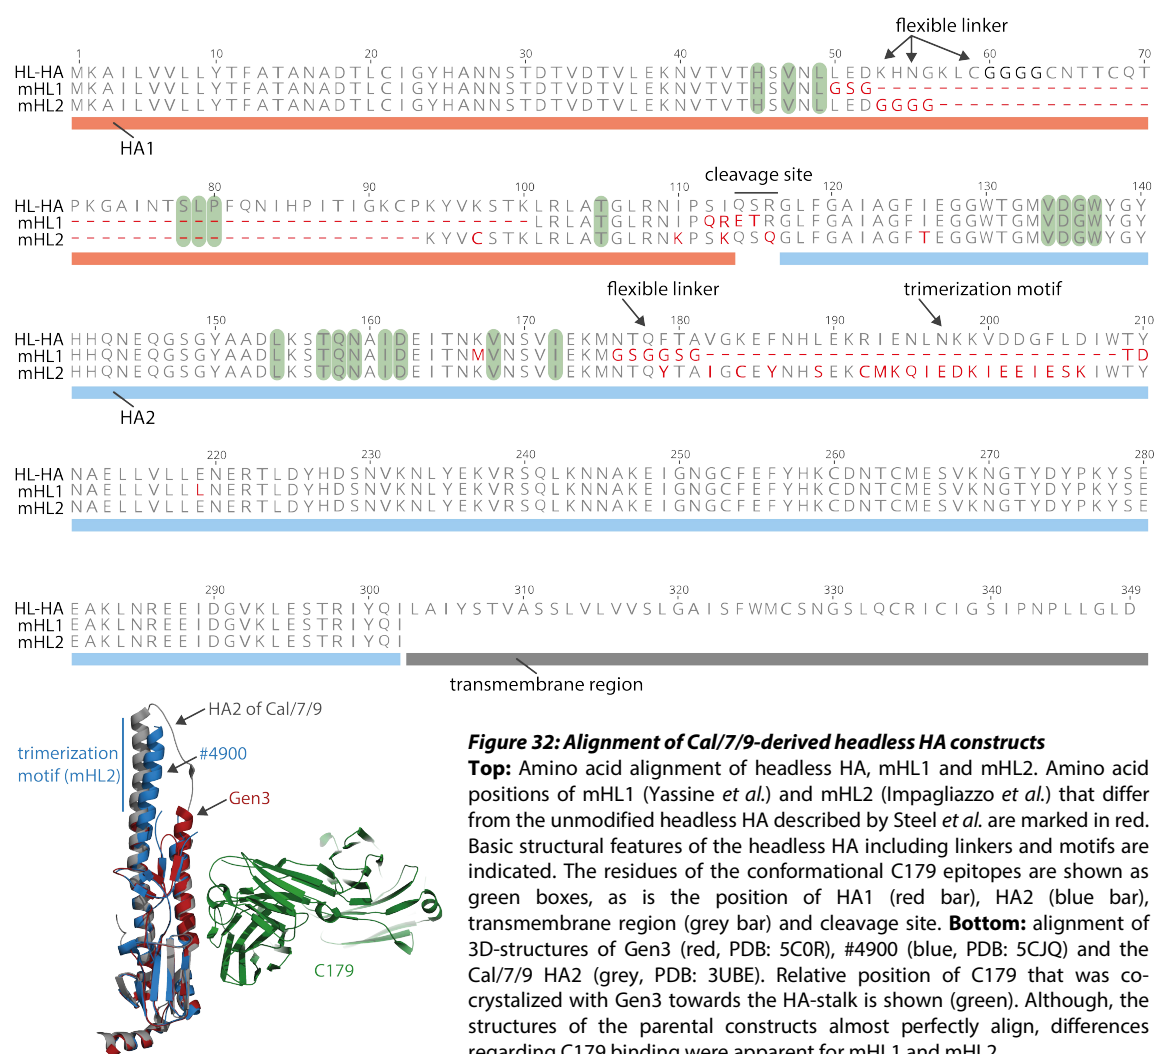 flexible linker
1 10 20 30 40 50 60 70
HL-HA MKAILVVLLYTFATANADTLCIGYHANNSTDTVDTVLEKNVTVTHSVNLLEDKHNGKLCGGGGCNTTCQT
mHL1 MKAILVVLLYTFATANADTLCIGYHANNSTDTVDTVLEKNVTVTHSVNLGSG------------------
mHL2 MKAILVVLLYTFATANADTLCIGYHANNSTDTVDTVLEKNVTVTHSVNLLEDGGGG--------------
HA1
cleavage site
80 90 100 110 120 130 140
HL-HA PKGAINTSLPFQNIHPITIGKCPKYVKSTKLRLATGLRNIPSIQSRGLFGAIAGFIEGGWTGMVDGWYGY
mHL1 ------------------------------LRLATGLRNIPQRETRGLFGAIAGFIEGGWTGMVDGWYGY
mHL2 -----------------------KYVCSTKLRLATGLRNKPSKQSQGLFGAIAGFTEGGWTGMVDGWYGY
flexible linker trimerization motif
150 160 170 180 190 200 210
HL-HA HHQNEQGSGYAADLKSTQNAIDEITNKVNSVIEKMNTQFTAVGKEFNHLEKRIENLNKKVDDGFLDIWTY
mHL1 HHQNEQGSGYAADLKSTQNAIDEITNMVNSVIEKMGSGGSG---------------------------TD
mHL2 HHQNEQGSGYAADLKSTQNAIDEITNKVNSVIEKMNTQYTAIGCEYNHSEKCMKQIEDKIEEIESKIWTY
HA2
220 230 240 250 260 270 280
HL-HA NAELLVLLENERTLDYHDSNVKNLYEKVRSQLKNNAKEIGNGCFEFYHKCDNTCMESVKNGTYDYPKYSE
mHL1 NAELLVLLLNERTLDYHDSNVKNLYEKVRSQLKNNAKEIGNGCFEFYHKCDNTCMESVKNGTYDYPKYSE
mHL2 NAELLVLLENERTLDYHDSNVKNLYEKVRSQLKNNAKEIGNGCFEFYHKCDNTCMESVKNGTYDYPKYSE
290 300 310 320 330 340 349
HL-HA EAKLNREEIDGVKLESTRIYQILAIYSTVASSLVLVVSLGAISFWMCSNGSLQCRICIGSIPNPLLGLD
mHL1 EAKLNREEIDGVKLESTRIYQI
mHL2 EAKLNREEIDGVKLESTRIYQI
transmembrane region
HA2 of Cal/7/9
trimerization
motif (mHL2)
#4900
Gen3
C179
Figure 32: Alignment of Cal/7/9-derived headless HA constructs
Top: Amino acid alignment of headless HA, mHL1 and mHL2. Amino acid
positions of mHL1 (Yassine et al.) and mHL2 (Impagliazzo et al.) that differ
from the unmodified headless HA described by Steel et al. are marked in red.
Basic structural features of the headless HA including linkers and motifs are
indicated. The residues of the conformational C179 epitopes are shown as
green boxes, as is the position of HA1 (red bar), HA2 (blue bar),
transmembrane region (grey bar) and cleavage site. Bottom: alignment of
3D-structures of Gen3 (red, PDB: 5C0R), #4900 (blue, PDB: 5CJQ) and the
Cal/7/9 HA2 (grey, PDB: 3UBE). Relative position of C179 that was co-
crystalized with Gen3 towards the HA-stalk is shown (green). Although, the
structures of the parental constructs almost perfectly align, differences
regarding C179 binding were apparent for mHL1 and mHL2.